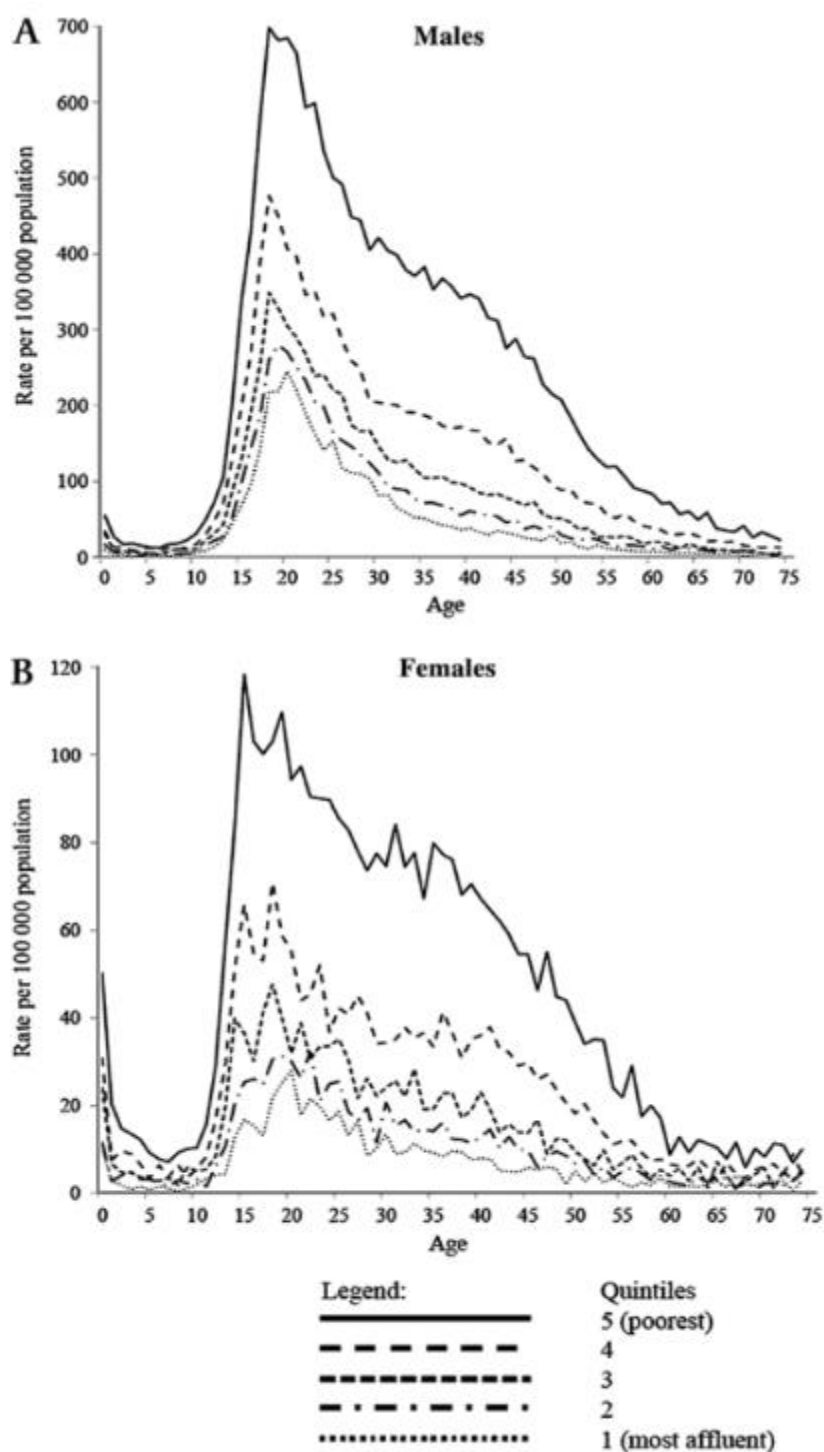 A
Males
Rate per 100 000 population
700
600
500
400
300
200
100
0
0 5 10 15 20 25 30 35 40 45 50 55 60 65 70 75
Age
B
Females
Rate per 100 000 population
120
100
80
60
40
20
0
0 5 10 15 20 25 30 35 40 45 50 55 60 65 70 75
Age
Legend: Quintiles
5 (poorest)
4
3
2
1 (most affluent)